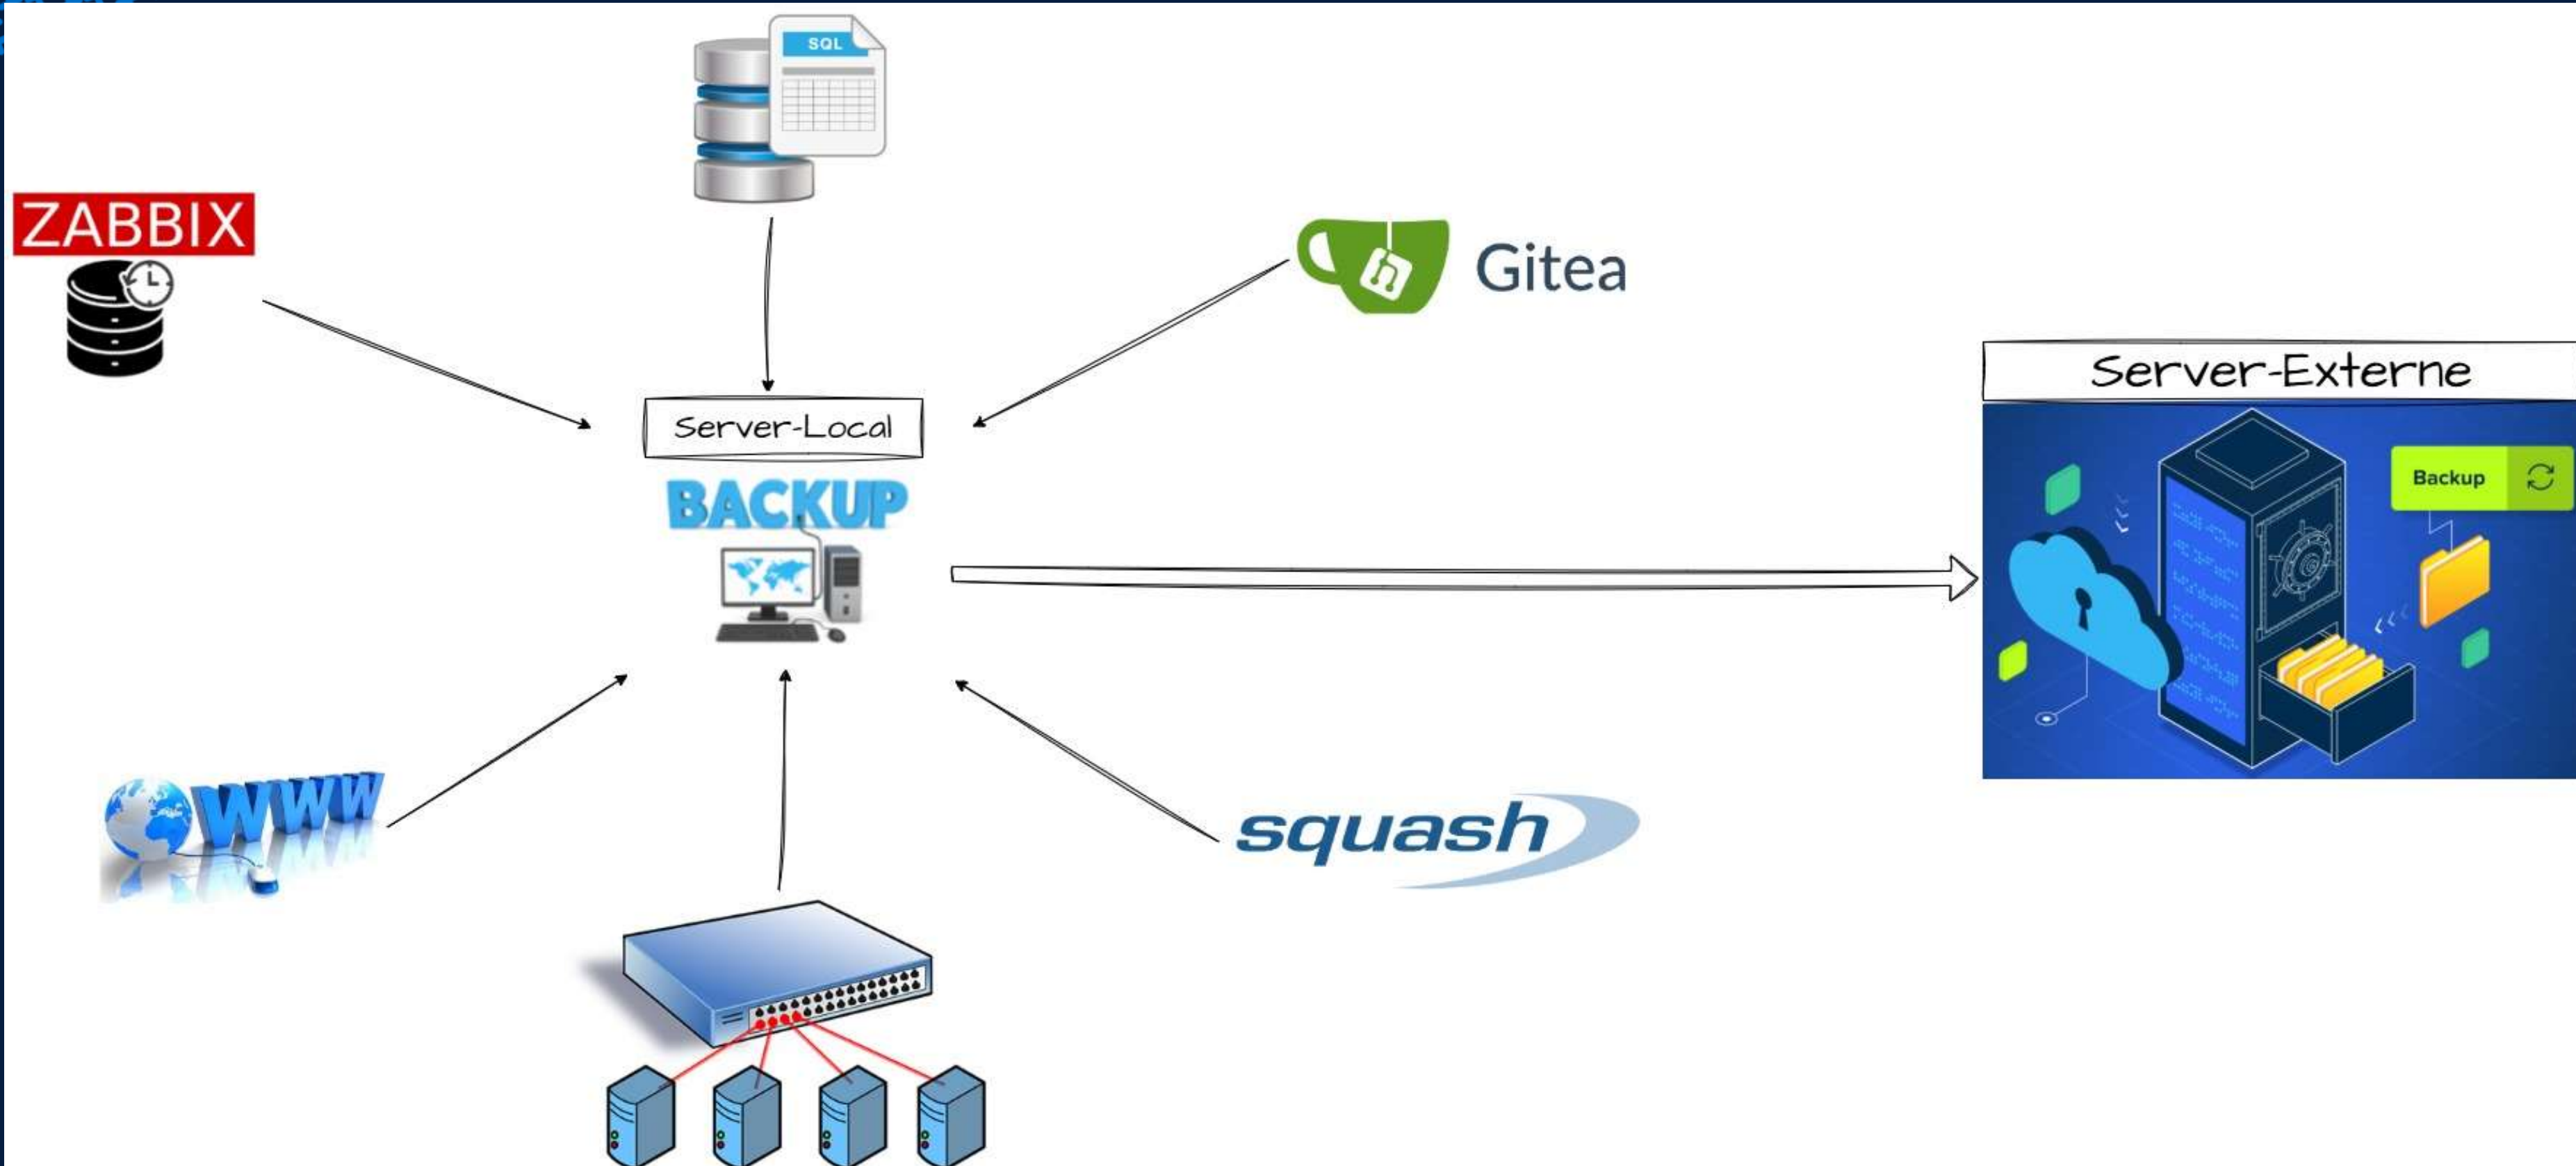 SQL
ZABBIX
Gitea
Server-Externe
Server-Local
Backup
BACKUP
WWW
squash